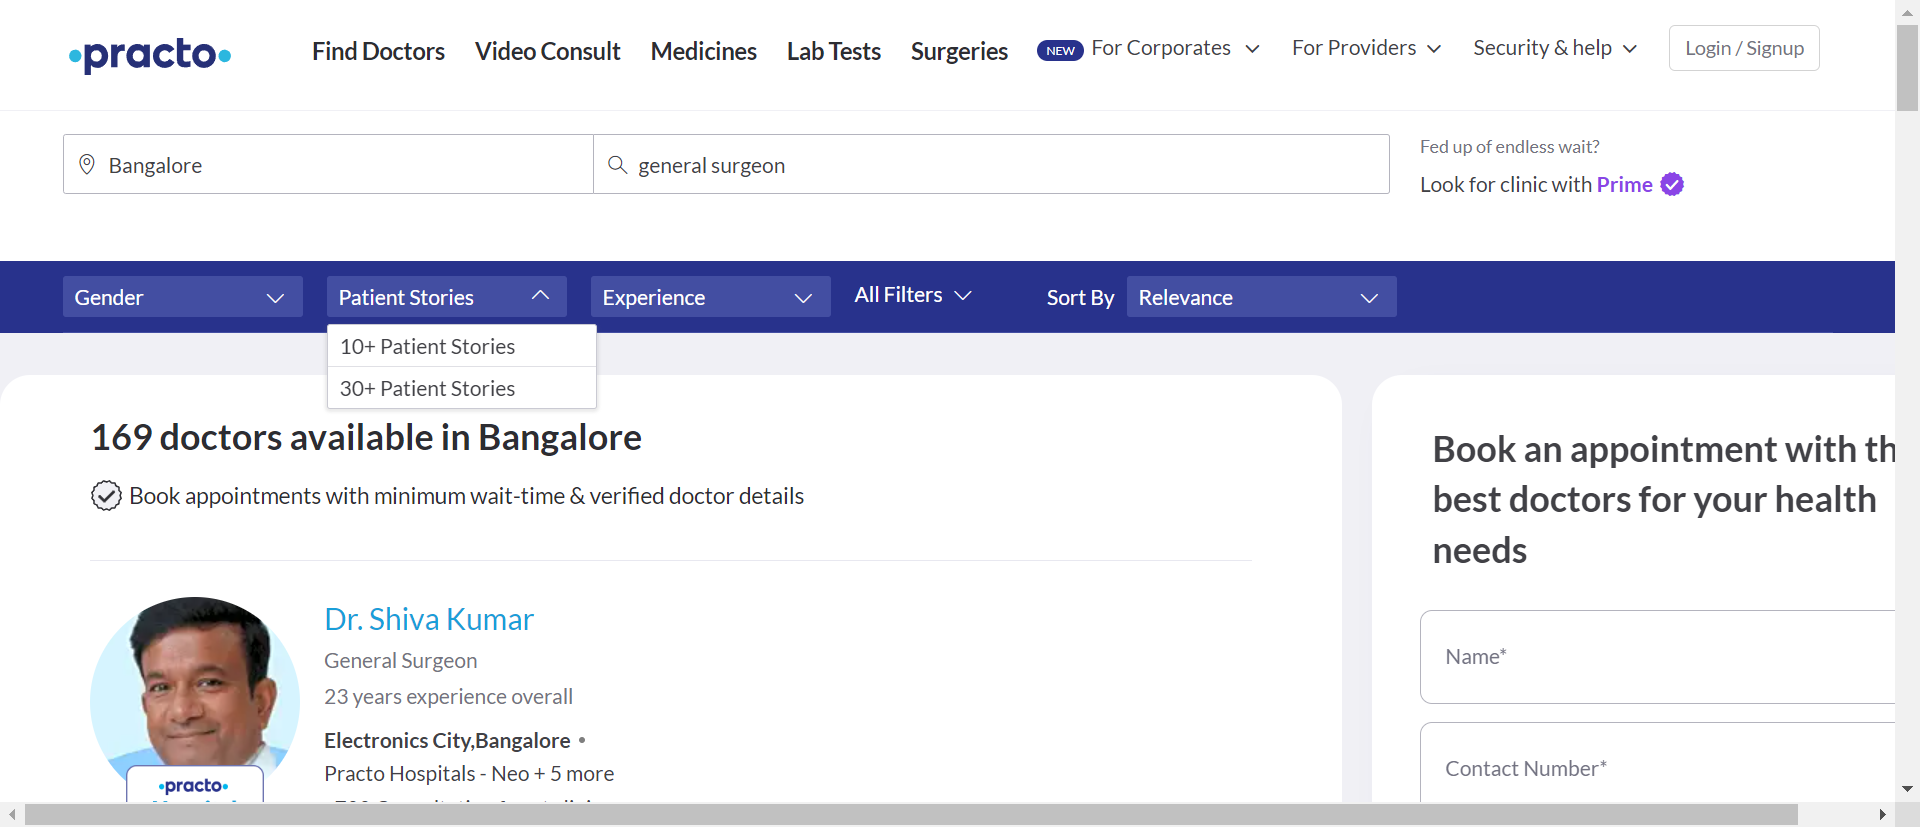 practo
Find Doctors
Video Consult
Medicines
Lab Tests
Surgeries
NEW For Corporates
For Providers
Security & help
Login / Signup
Bangalore
general surgeon
Fed up of endless wait?
Look for clinic with Prime
Gender
Patient Stories
Experience
All Filters
Sort By
Relevance
10+ Patient Stories
30+ Patient Stories
169 doctors available in Bangalore
Book appointments with minimum wait-time & verified doctor details
Book an appointment with th
best doctors for your health
needs
Dr. Shiva Kumar
General Surgeon
23 years experience overall
Electronics City,Bangalore •
Practo Hospitals - Neo + 5 more
practo
Name*
Contact Number*